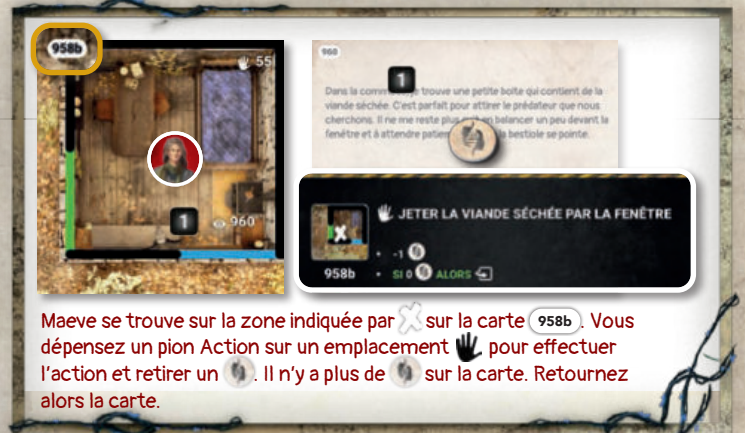 958b
55
1
960
960
1
Dans la comm trouve une petite boite qui contient de la
viande séchée. C'est parfait pour attirer le prédateur que nous
cherchons. Il ne me reste plus en balancer un peu devant la
fenêtre et à attendre la bestiole se pointe.
JETER LA VIANDE SÉCHÉE PAR LA FENÊTRE
• -1
958b • SI 0 ALORS
Maeve se trouve sur la zone indiquée par sur la carte 958b. Vous
dépensez un pion Action sur un emplacement pour effectuer
l'action et retirer un . Il n'y a plus de sur la carte. Retournez
alors la carte.